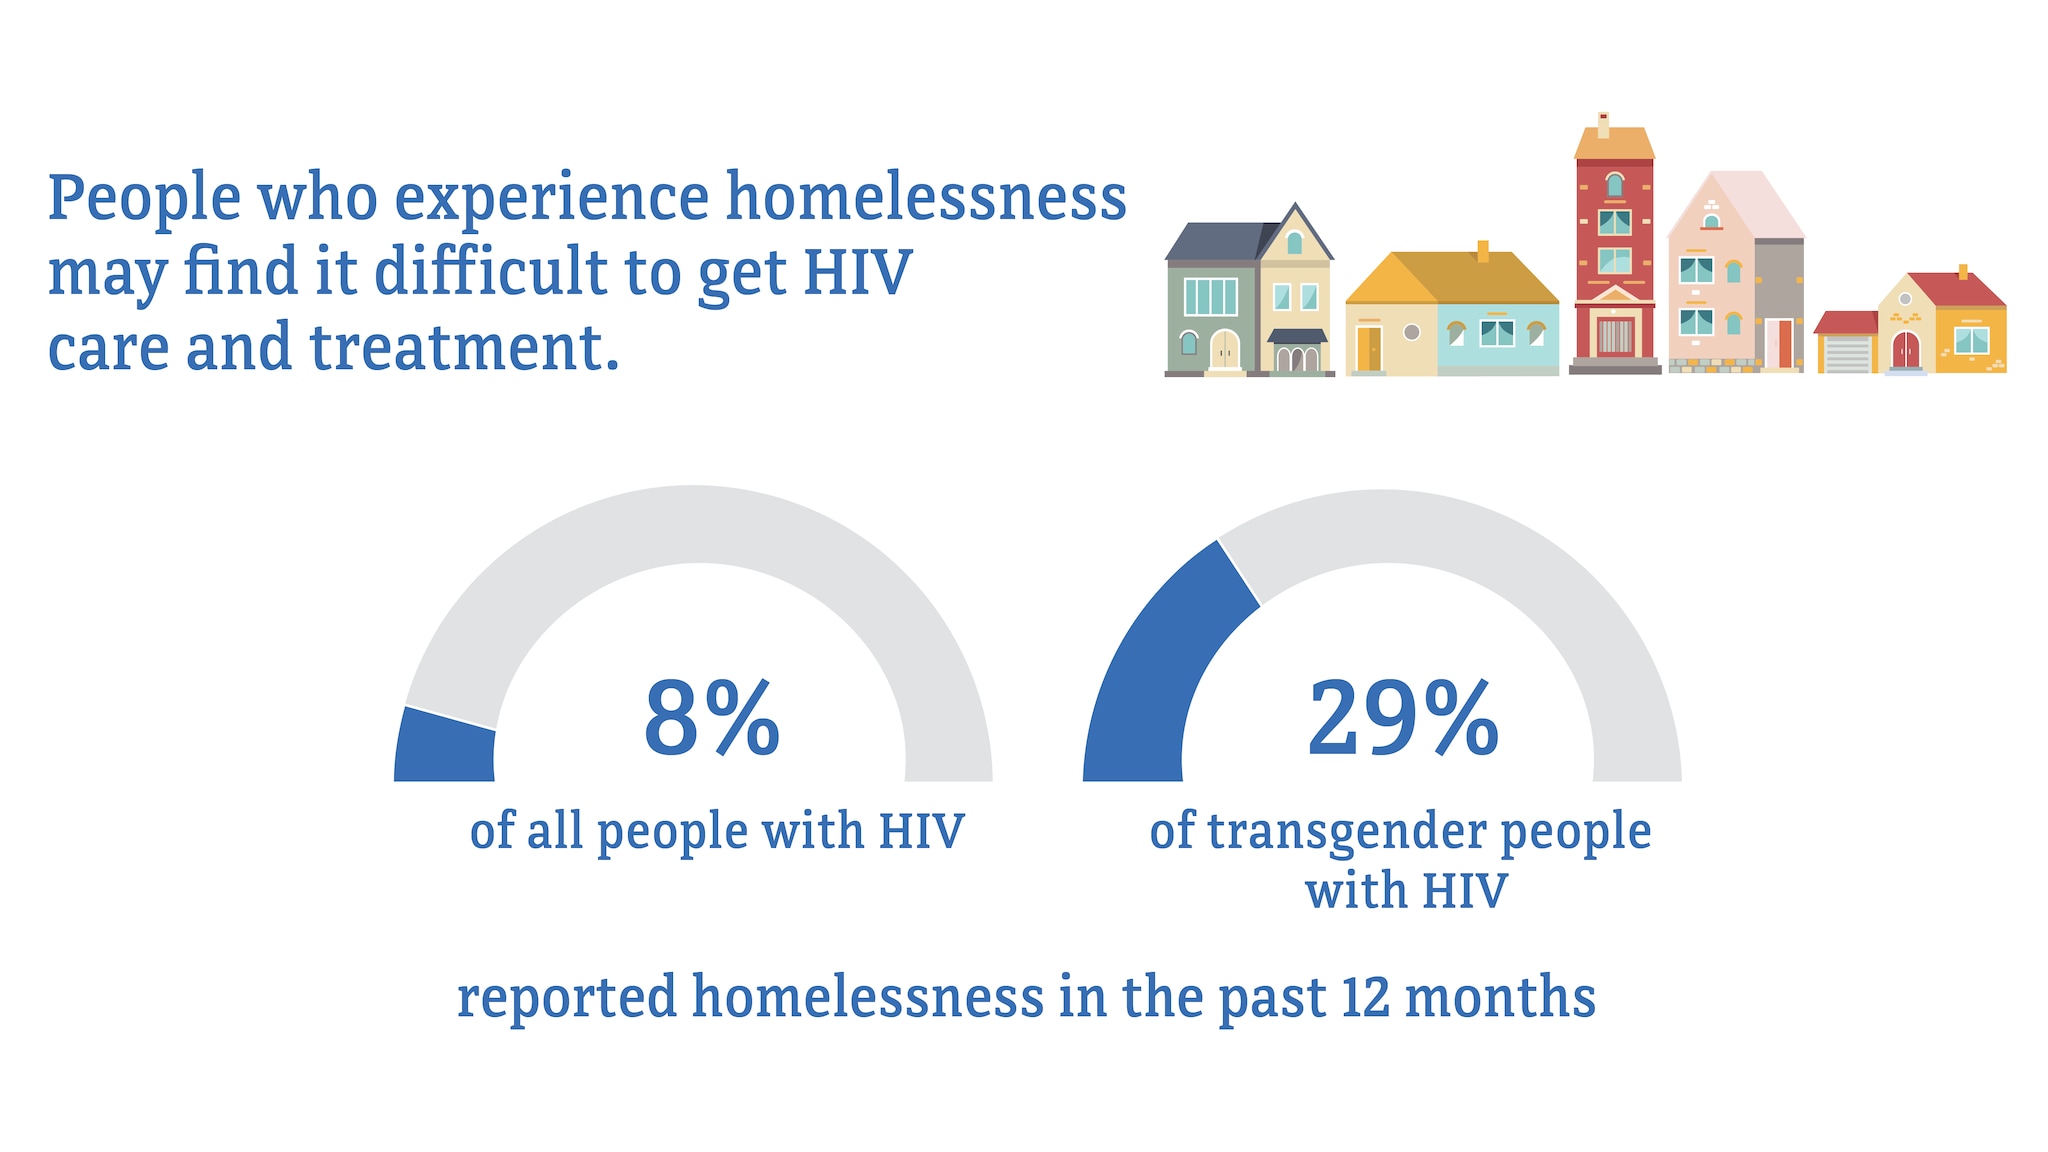 People who experience homelessness
may find it difficult to get HIV
care and treatment.
8%
of all people with HIV
29%
of transgender people
with HIV
reported homelessness in the past 12 months